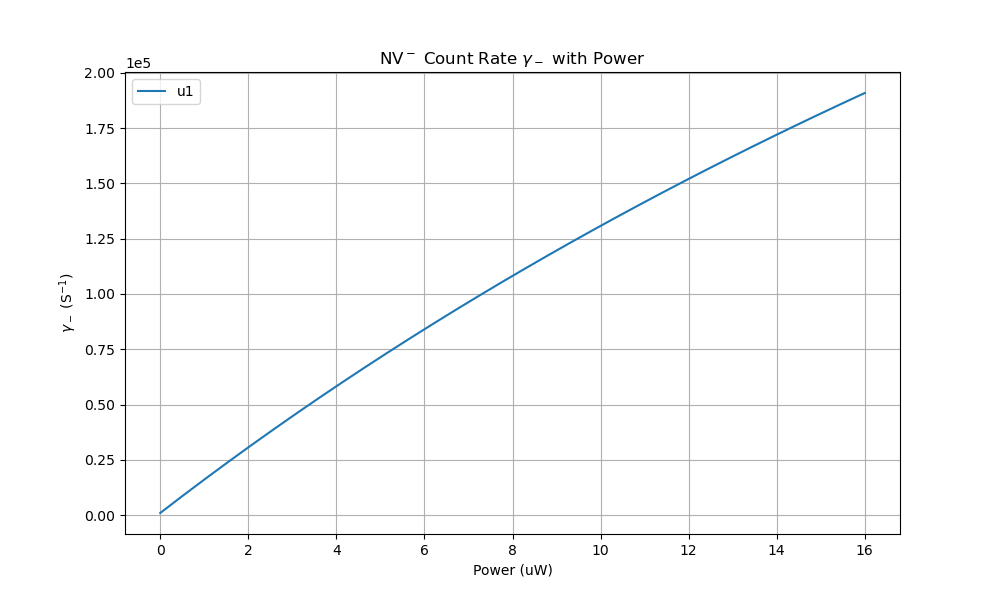 NV⁻ Count Rate γ₋ with Power
1e5
u1
2.00
1.75
1.50
1.25
1.00
0.75
0.50
0.25
0.00
γ₋ (S⁻¹)
0 2 4 6 8 10 12 14 16
Power (uW)